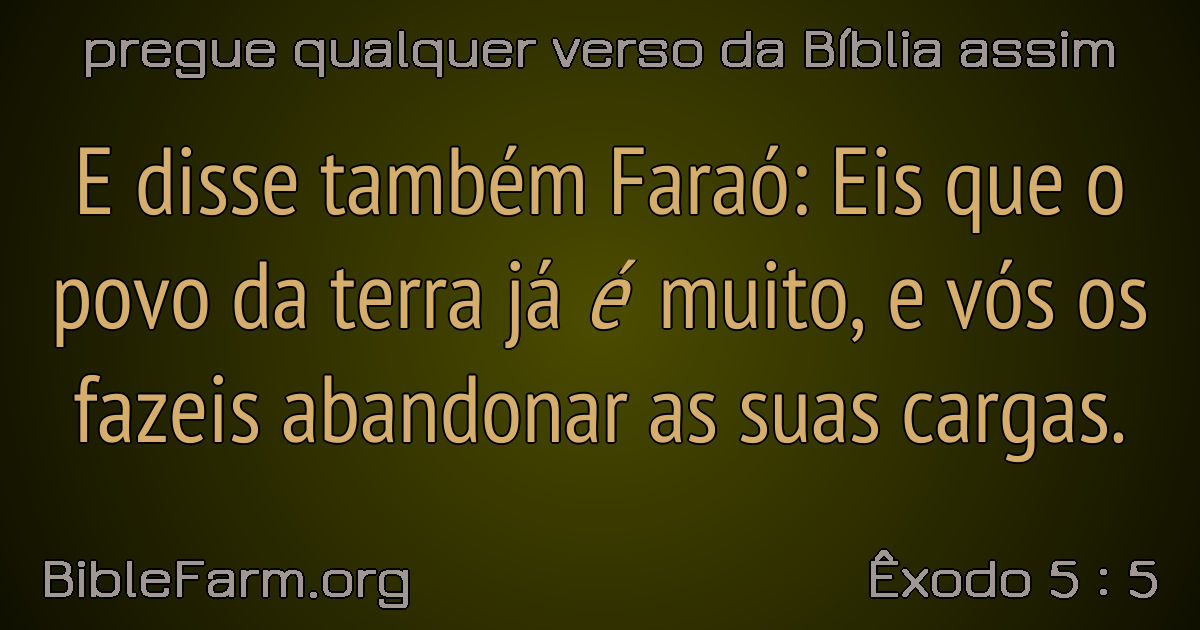 pregue qualquer verso da Bíblia assim
E disse também Faraó: Eis que o
povo da terra já é muito, e vós os
fazeis abandonar as suas cargas.
BibleFarm.org
Êxodo 5 : 5